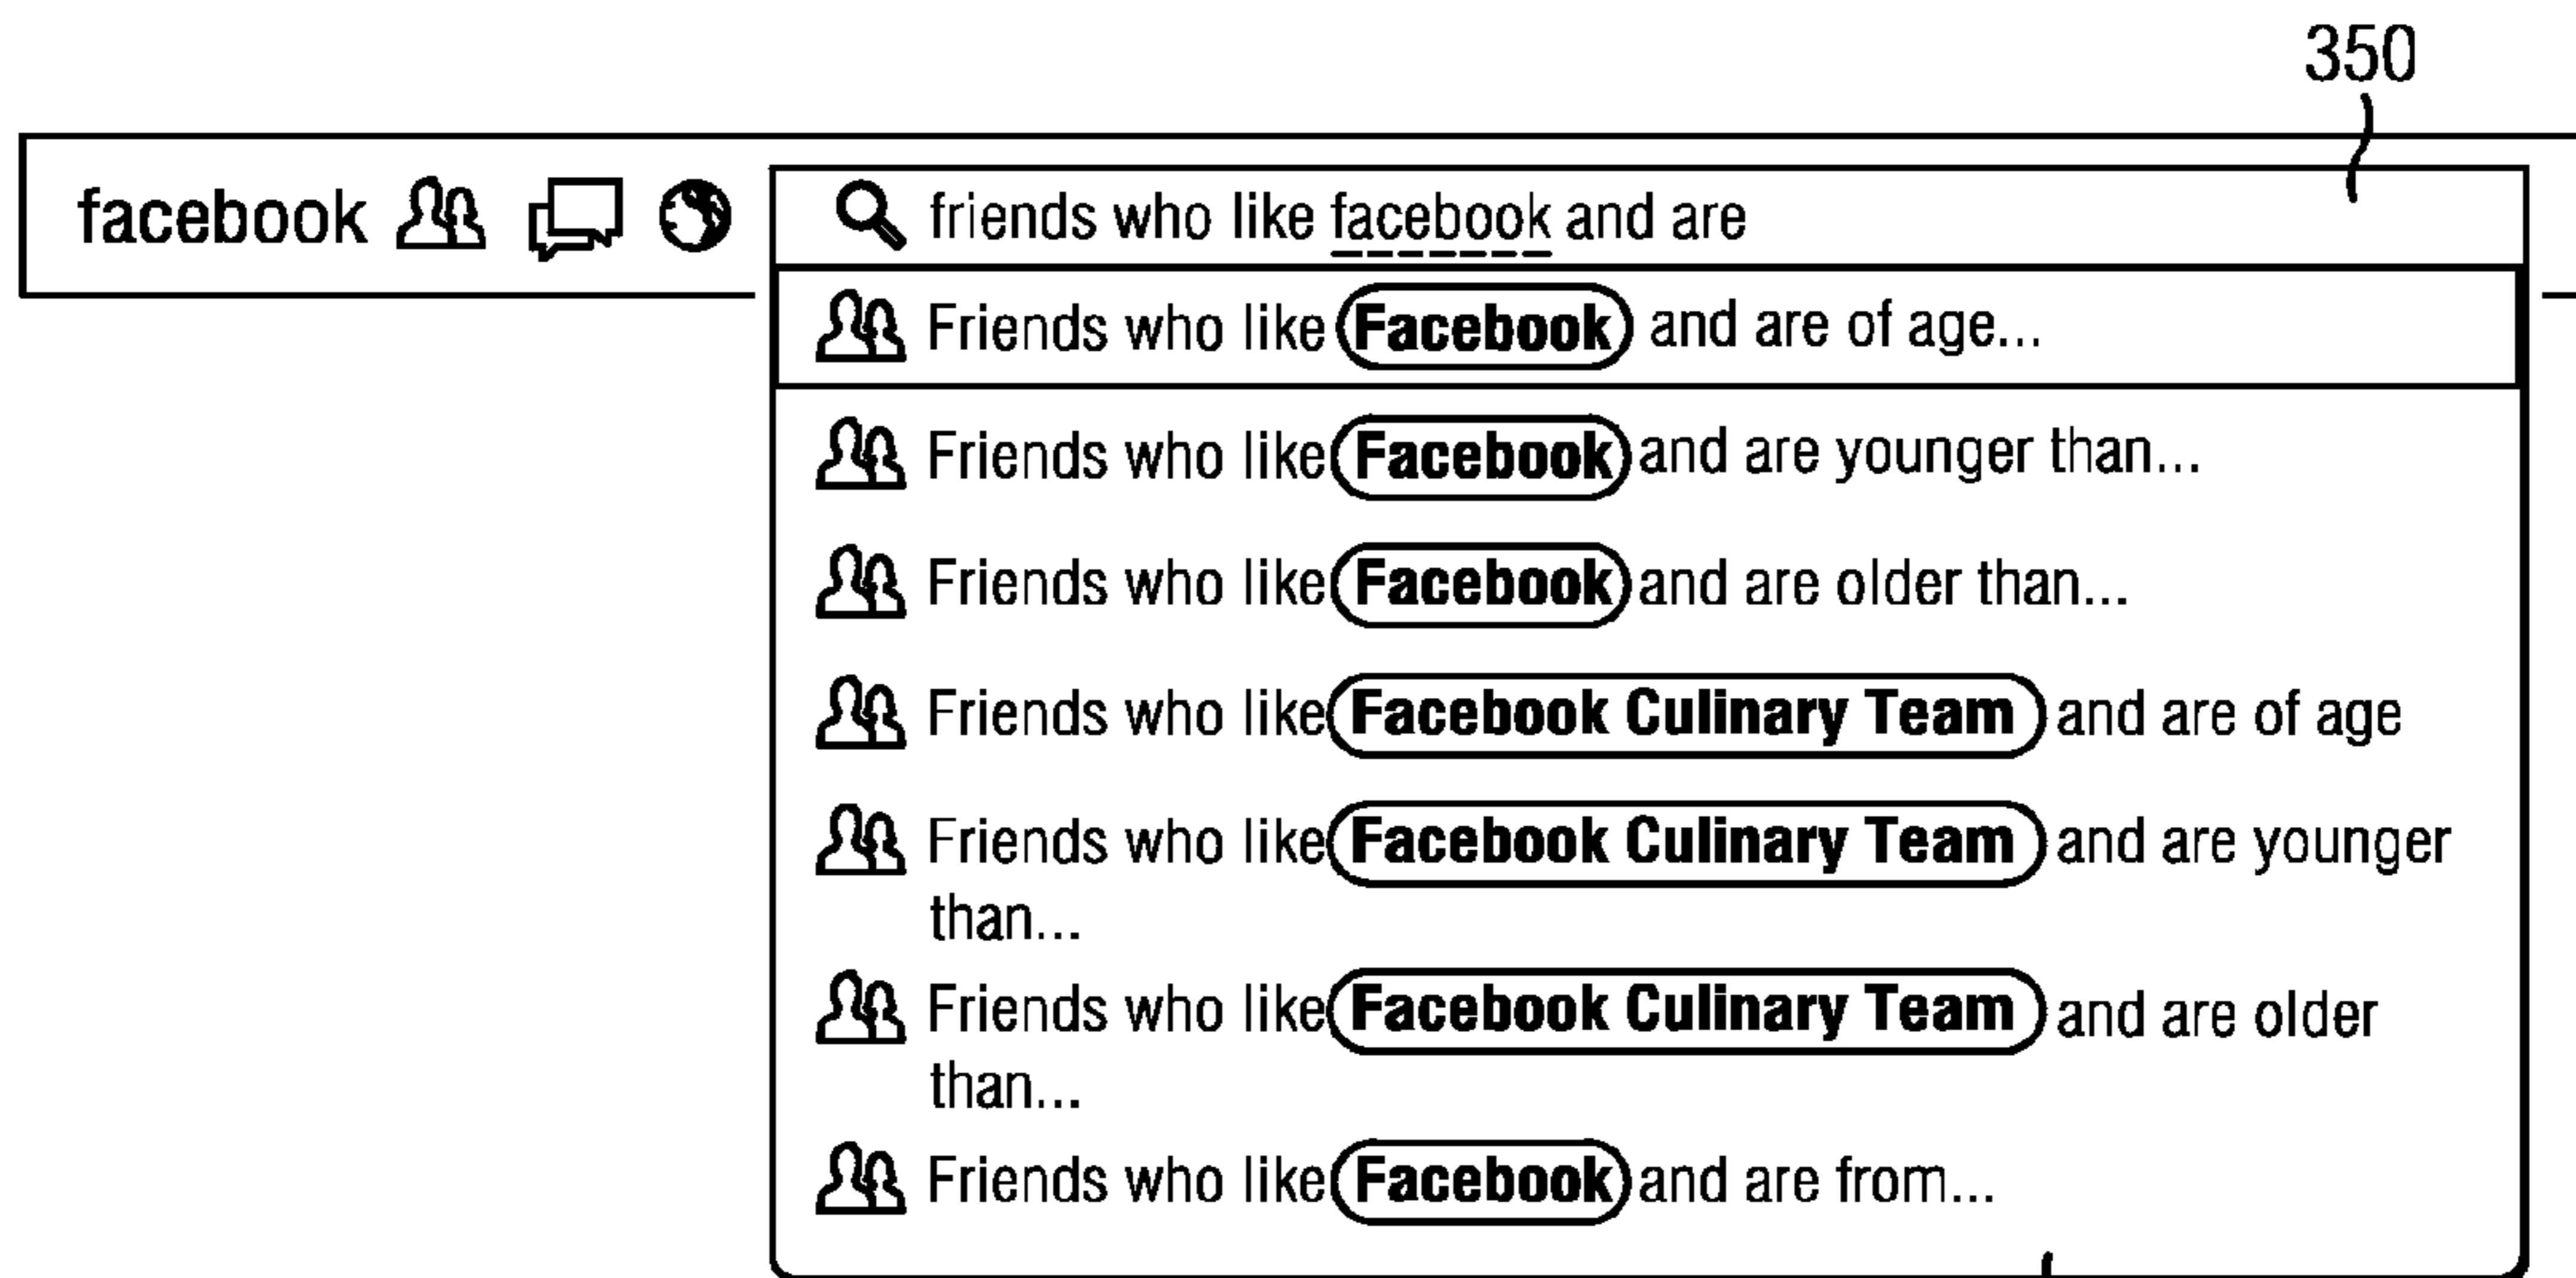 350
facebook
friends who like facebook and are
Friends who like Facebook and are of age...
Friends who like Facebook and are younger than...
Friends who like Facebook and are older than...
Friends who like Facebook Culinary Team and are of age
Friends who like Facebook Culinary Team and are younger
than...
Friends who like Facebook Culinary Team and are older
than...
Friends who like Facebook and are from...